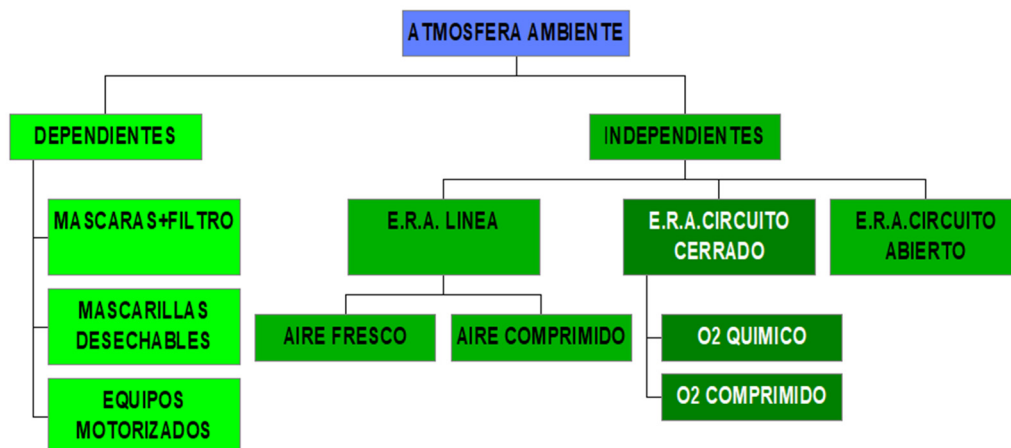 ATMOSFERA AMBIENTE
DEPENDIENTES
INDEPENDIENTES
MASCARAS+FILTRO
E.R.A. LINEA
E.R.A.CIRCUITO
CERRADO
E.R.A.CIRCUITO
ABIERTO
MASCARILLAS
DESECHABLES
AIRE FRESCO
AIRE COMPRIMIDO
O2 QUIMICO
O2 COMPRIMIDO
EQUIPOS
MOTORIZADOS